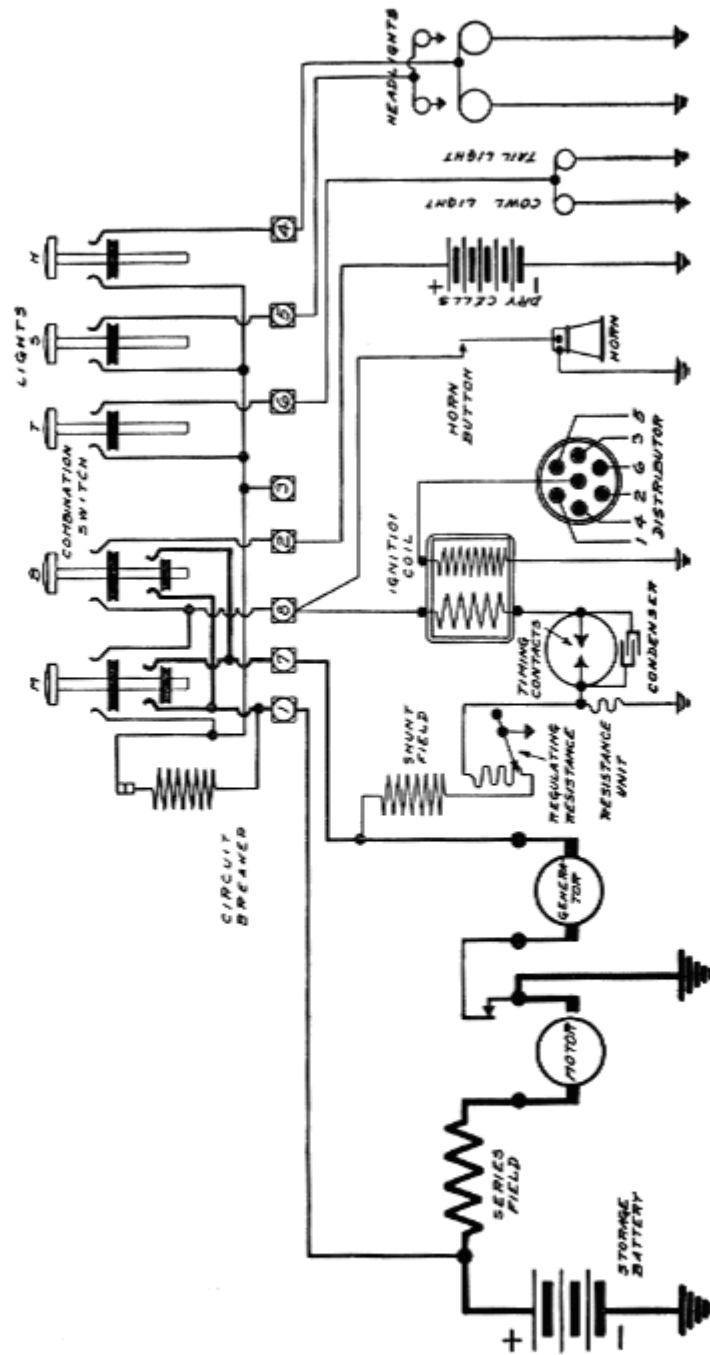 LIGHTS
M
B
T
S
H
COMBINATION
SWITCH
CIRCUIT
BREAKER
1
7
8
2
3
6
5
4
STORAGE
BATTERY
+
−
SERIES
FIELD
MOTOR
GENERA-
TOR
SHUNT
FIELD
REGULATING
RESISTANCE
RESISTANCE
UNIT
TIMING
CONTACTS
CONDENSER
IGNITION
COIL
1 4 2 6 3 5
DISTRIBUTOR
HORN
BUTTON
HORN
+
−
DRY CELLS
COWL LIGHT
TAIL LIGHT
HEADLIGHTS